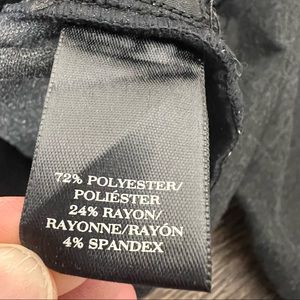 72% POLYESTER/
POLIÉSTER
24% RAYON/
RAYONNE/RAYÓN
4% SPANDEX